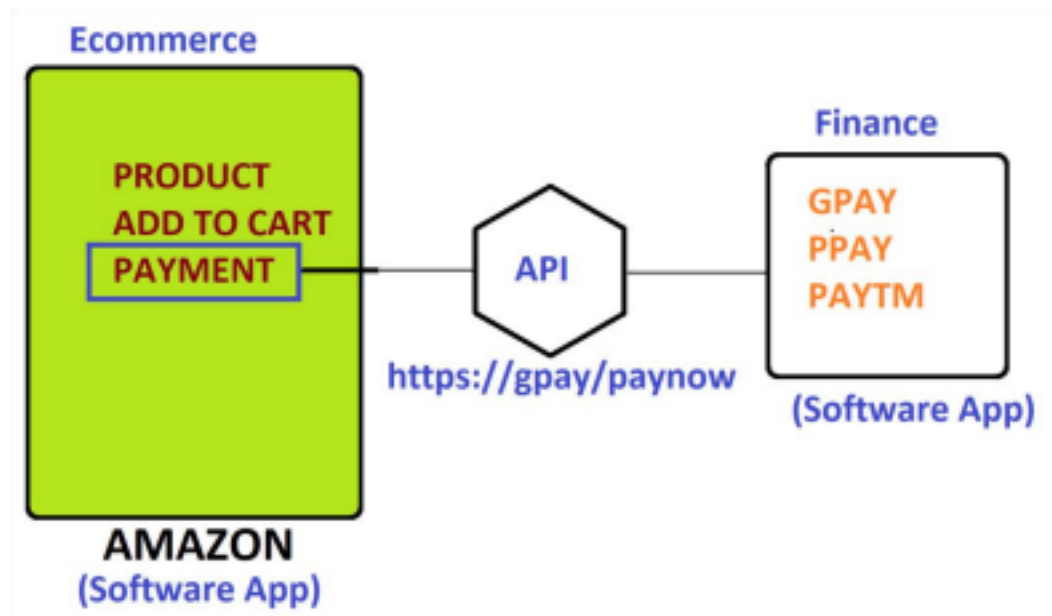 Ecommerce
PRODUCT
ADD TO CART
PAYMENT
AMAZON
(Software App)
API
https://gpay/paynow
Finance
GPAY
PPAY
PAYTM
(Software App)